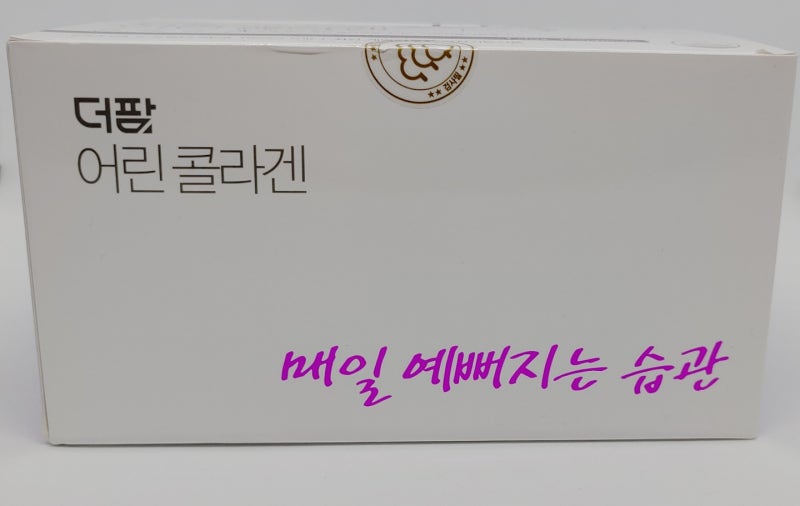 더팜
어린 콜라겐
매일 예뻐지는 습관